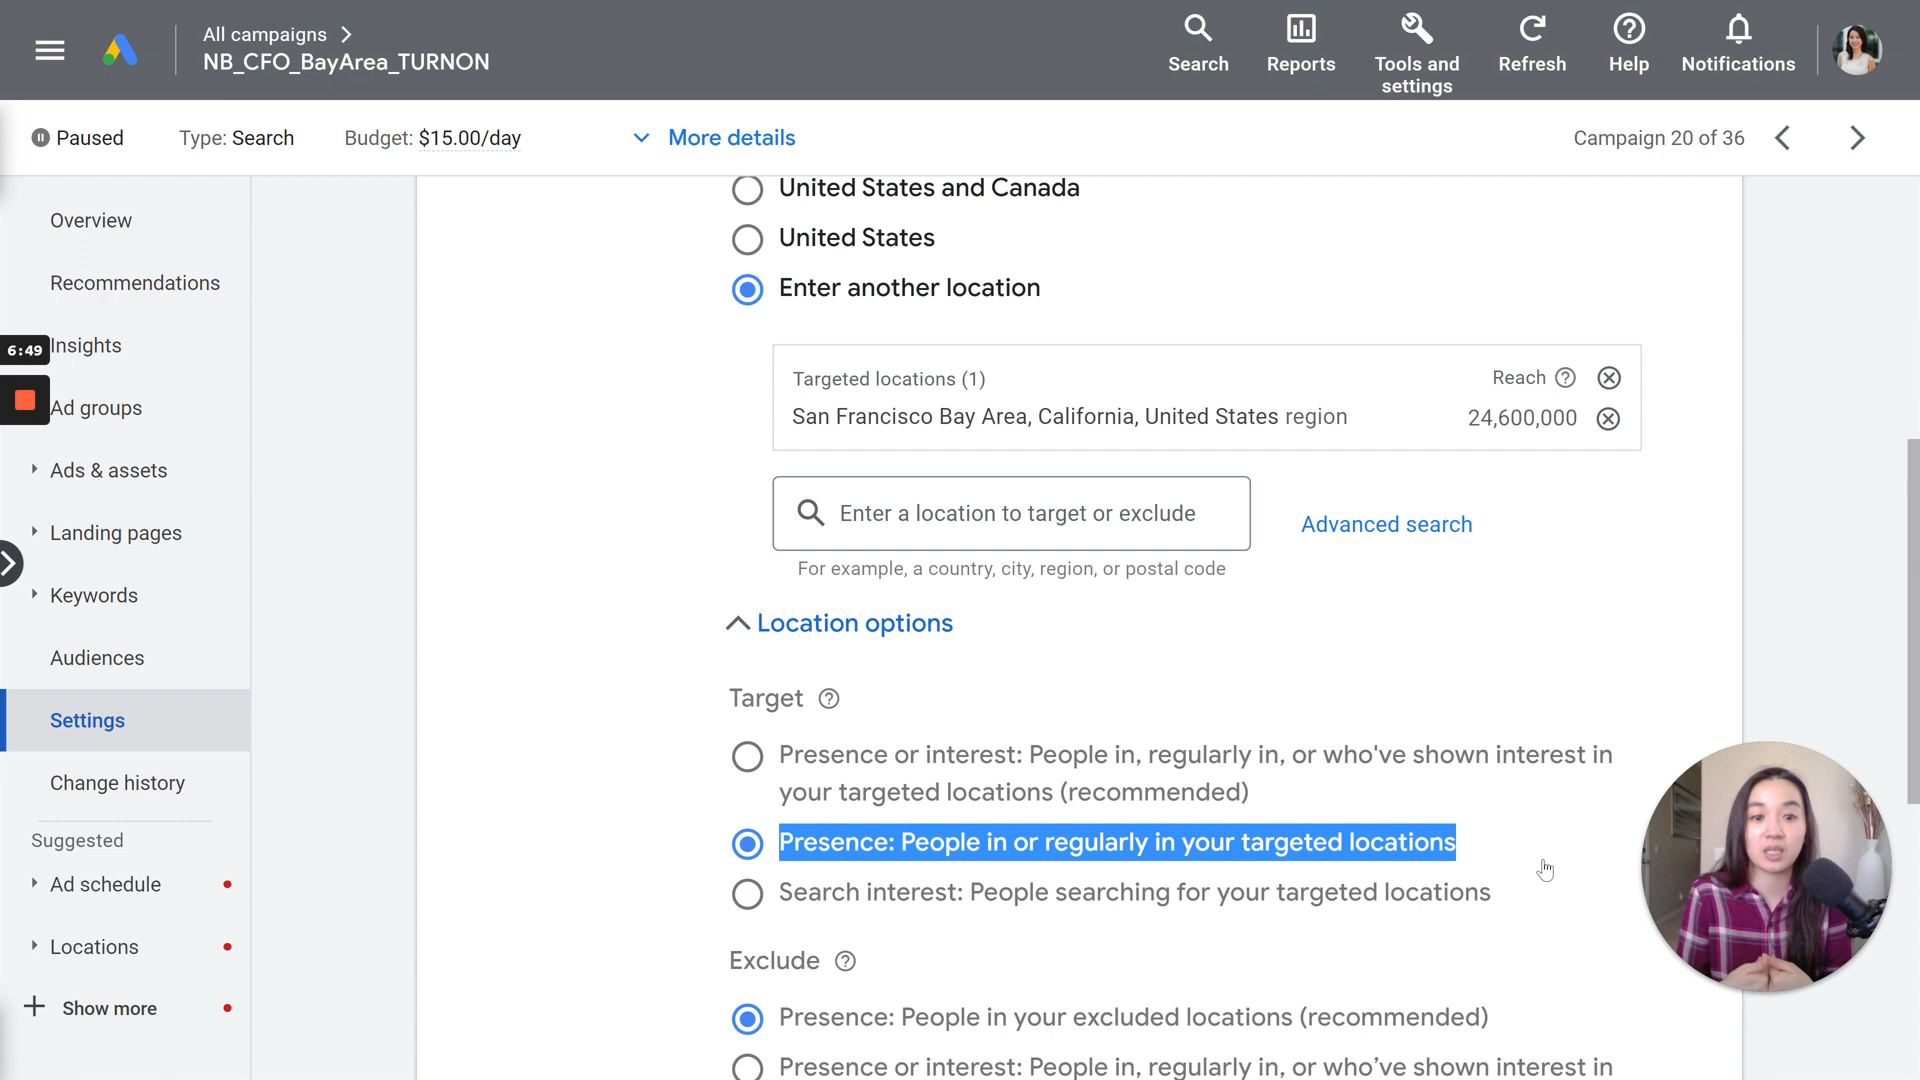 All campaigns
NB_CFO_BayArea_TURNON
Search
Reports
Tools and
settings
Refresh
Help
Notifications
Paused
Type: Search
Budget: $15.00/day
More details
Campaign 20 of 36
Overview
Recommendations
Insights
6:49
Ad groups
Ads & assets
Landing pages
Keywords
Audiences
Settings
Change history
Suggested
Ad schedule
Locations
Show more
United States and Canada
United States
Enter another location
Targeted locations (1)
Reach
San Francisco Bay Area, California, United States region
24,600,000
Enter a location to target or exclude
Advanced search
For example, a country, city, region, or postal code
Location options
Target
Presence or interest: People in, regularly in, or who've shown interest in
your targeted locations (recommended)
Presence: People in or regularly in your targeted locations
Search interest: People searching for your targeted locations
Exclude
Presence: People in your excluded locations (recommended)
Presence or interest: People in, regularly in, or who’ve shown interest in